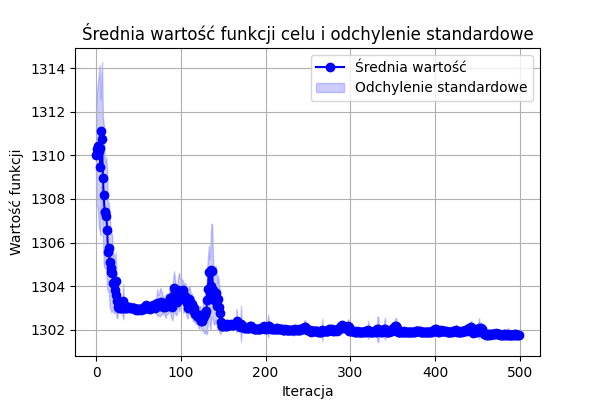 Średnia wartość funkcji celu i odchylenie standardowe
Średnia wartość
Odchylenie standardowe
Wartość funkcji
1314
1312
1310
1308
1306
1304
1302
0 100 200 300 400 500
Iteracja